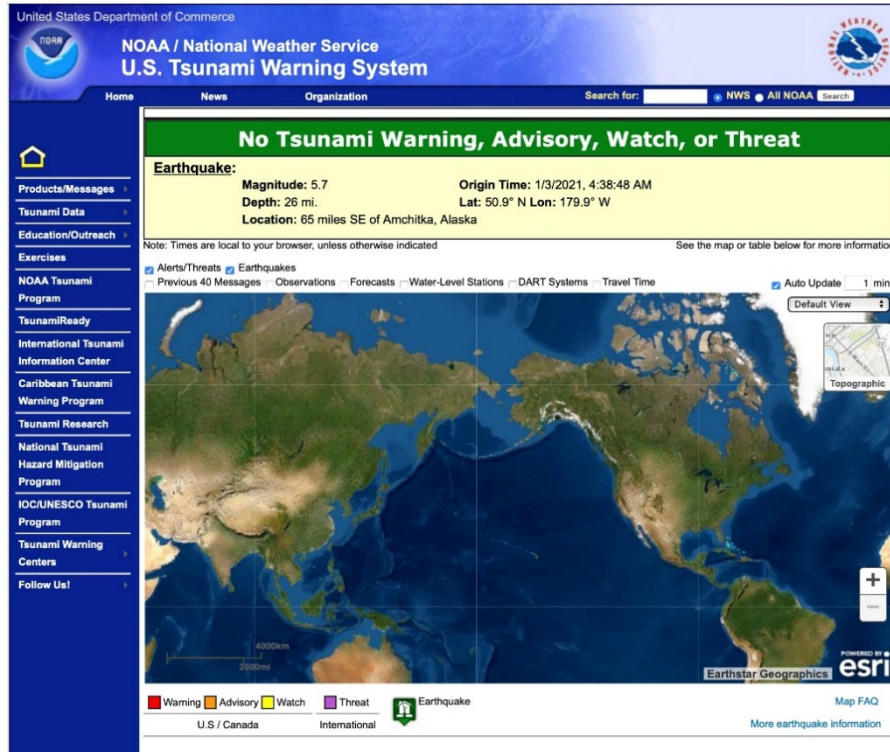 United States Department of Commerce
NOAA
NOAA / National Weather Service
U.S. Tsunami Warning System
Home News Organization Search for: NWS All NOAA Search
No Tsunami Warning, Advisory, Watch, or Threat
Earthquake:
Magnitude: 5.7 Origin Time: 1/3/2021, 4:38:48 AM
Depth: 26 mi. Lat: 50.9° N Lon: 179.9° W
Location: 65 miles SE of Amchitka, Alaska
Note: Times are local to your browser, unless otherwise indicated See the map or table below for more informatio
Alerts/Threats Earthquakes
Previous 40 Messages Observations Forecasts Water-Level Stations DART Systems Travel Time Auto Update 1 min
Default View
Topographic
Products/Messages
Tsunami Data
Education/Outreach
Exercises
NOAA Tsunami
Program
TsunamiReady
International Tsunami
Information Center
Caribbean Tsunami
Warning Program
Tsunami Research
National Tsunami
Hazard Mitigation
Program
IOC/UNESCO Tsunami
Program
Tsunami Warning
Centers
Follow Us!
+
−
4000km
2000mi
Earthstar Geographics
POWERED BY
esri
Warning Advisory Watch Threat Earthquake
U.S / Canada International
Map FAQ
More earthquake information